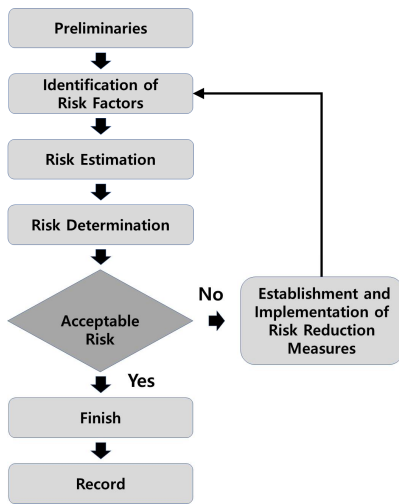 Preliminaries
Identification of
Risk Factors
Risk Estimation
Risk Determination
Acceptable
Risk
No
Establishment and
Implementation of
Risk Reduction
Measures
Yes
Finish
Record